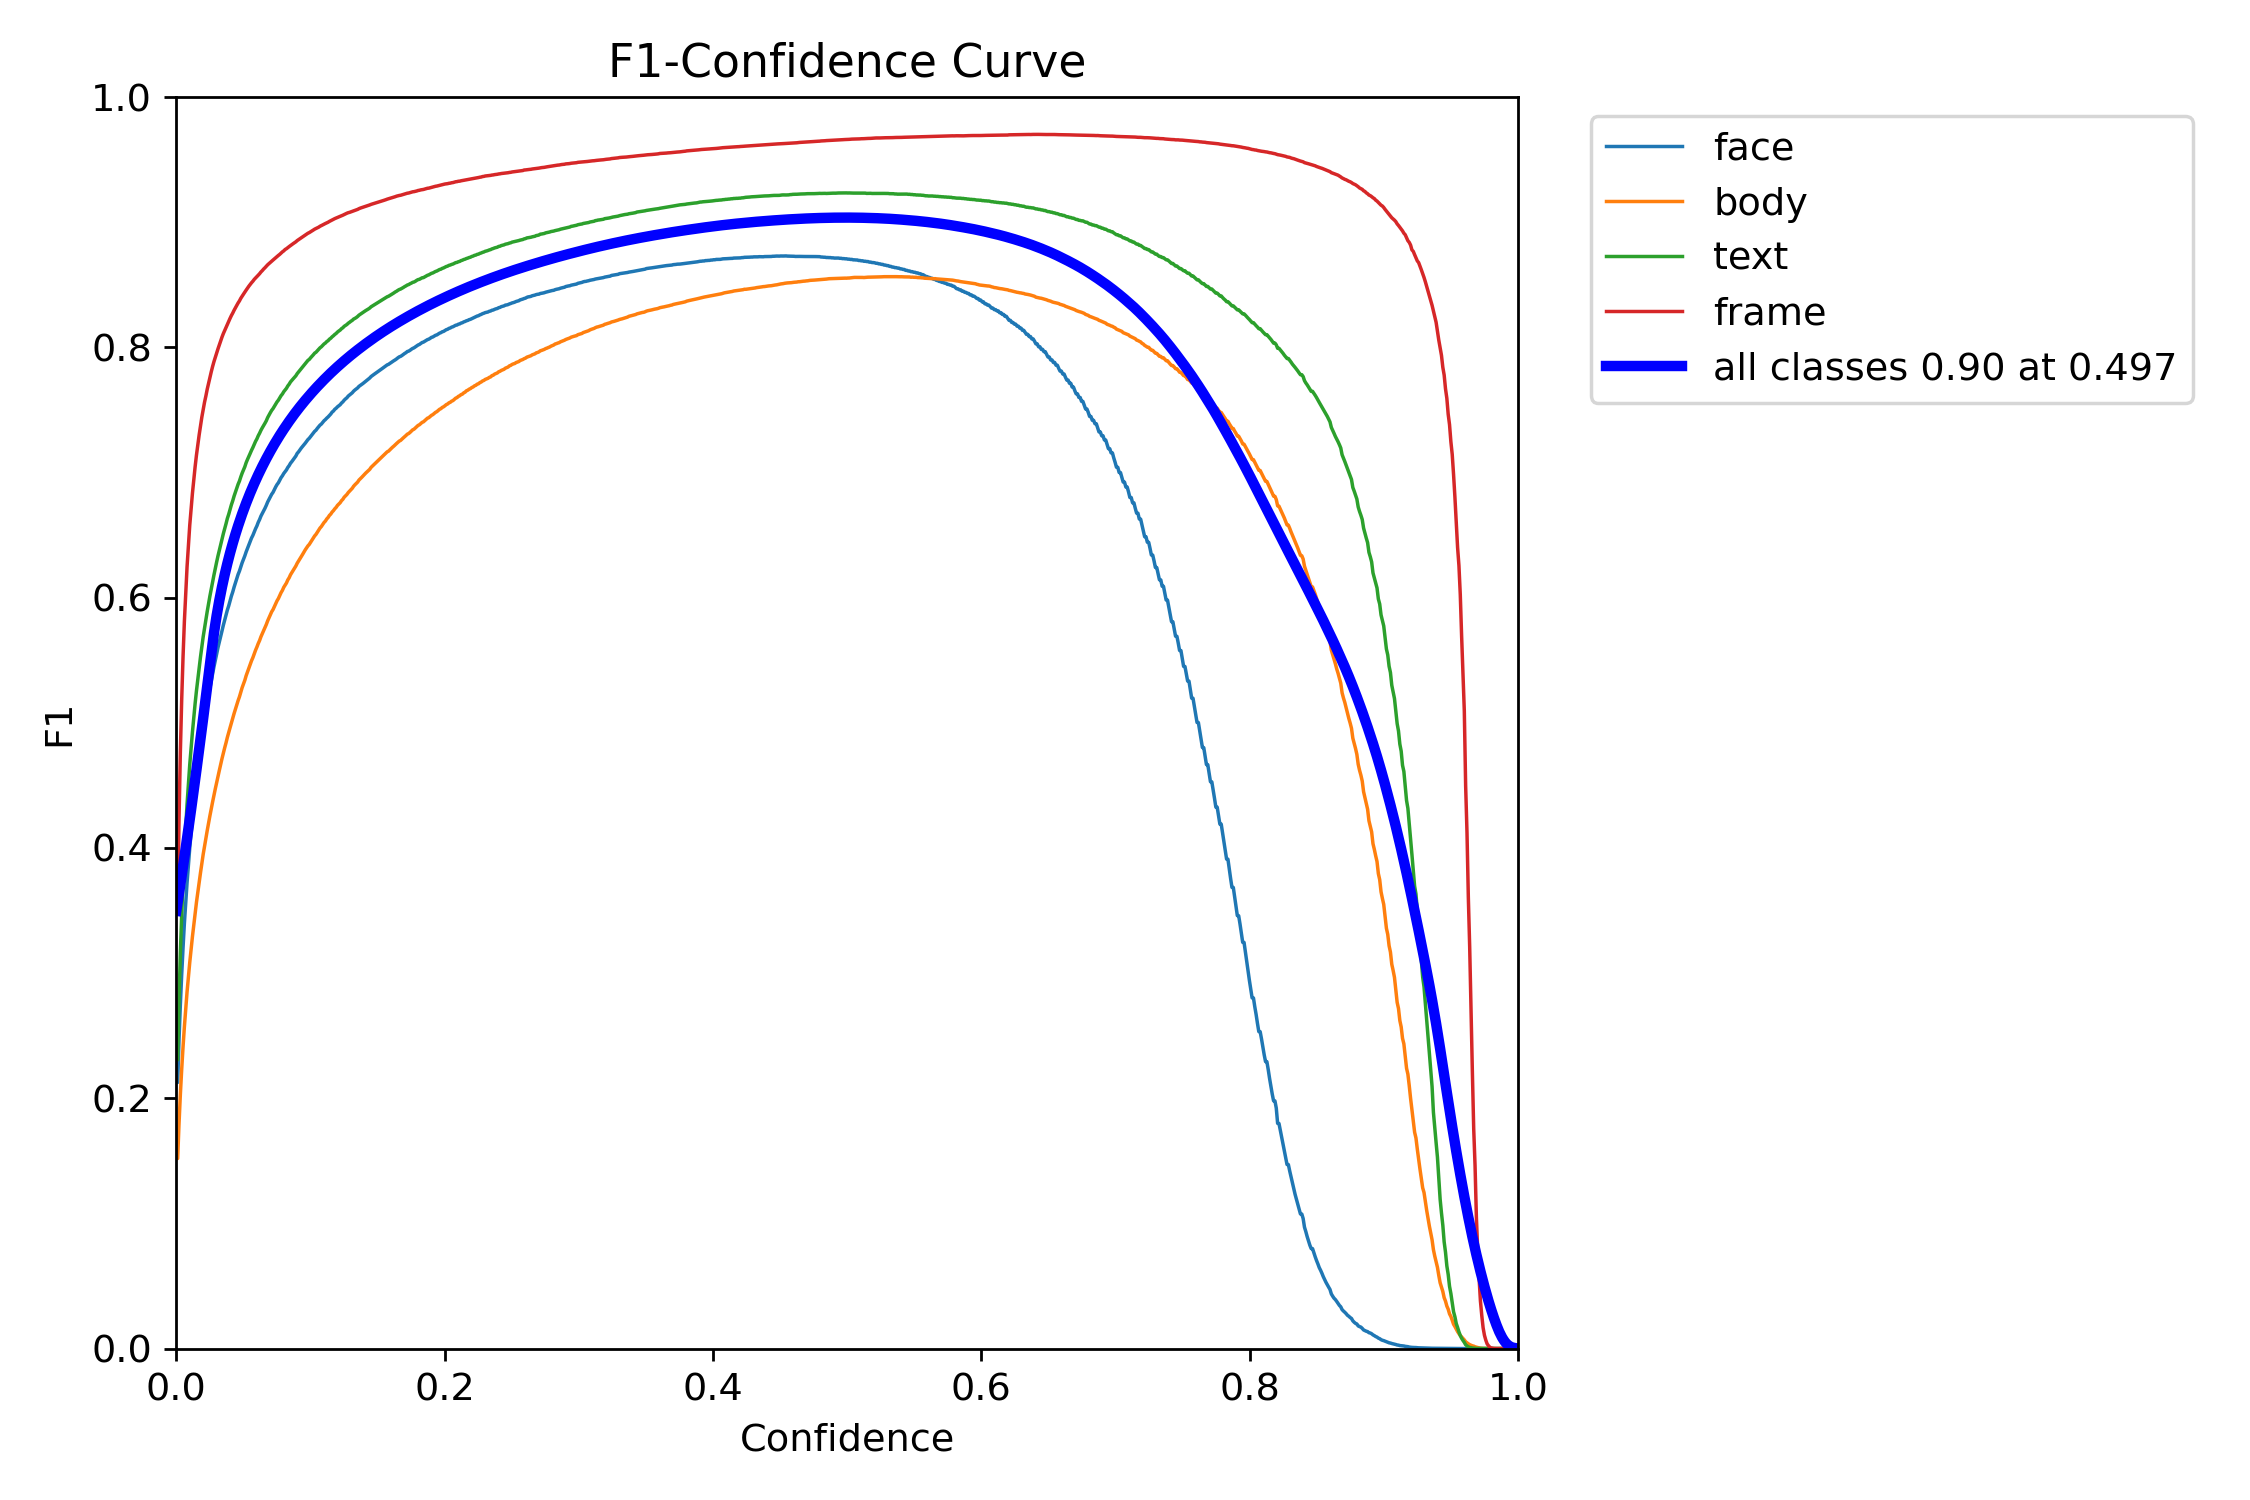 F1-Confidence Curve
1.0
0.8
0.6
0.4
0.2
0.0
F1
0.0 0.2 0.4 0.6 0.8 1.0
Confidence
face
body
text
frame
all classes 0.90 at 0.497